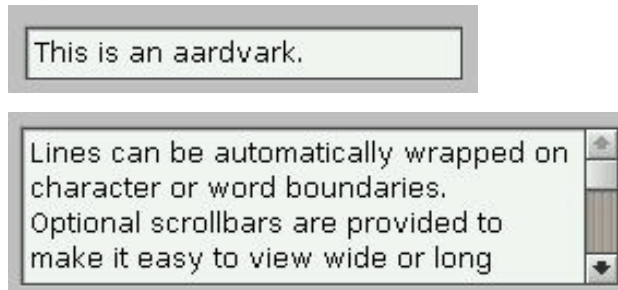 This is an aardvark.
Lines can be automatically wrapped on
character or word boundaries.
Optional scrollbars are provided to
make it easy to view wide or long